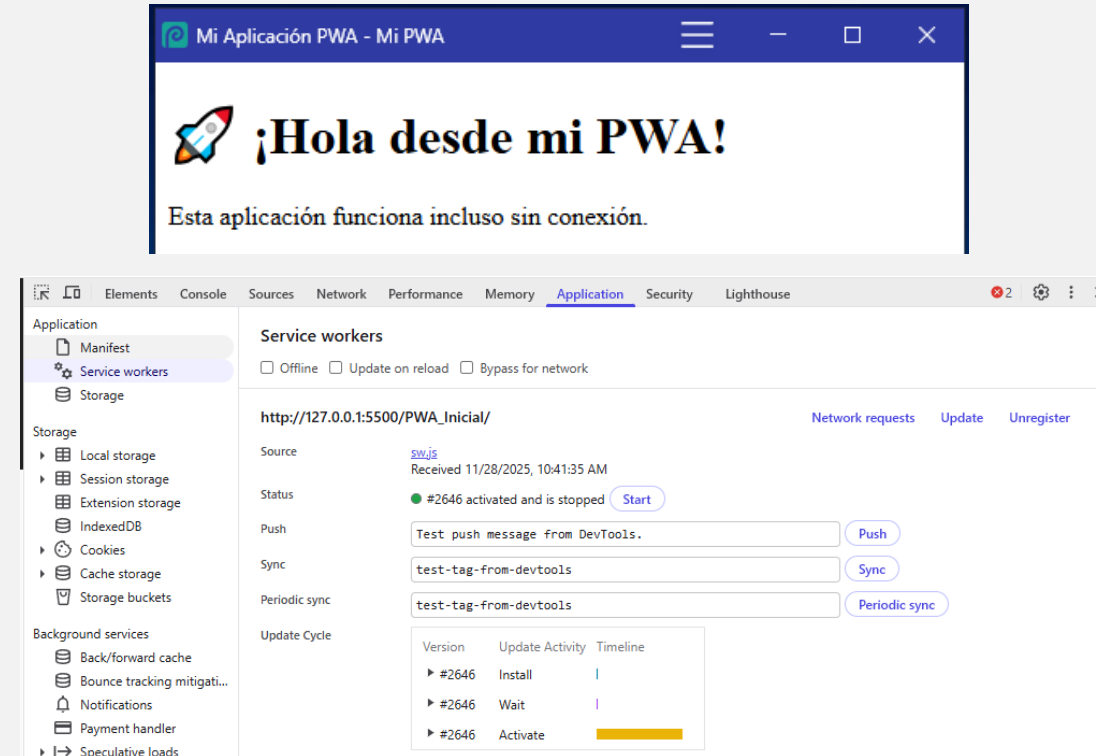 Mi Aplicación PWA - Mi PWA
¡Hola desde mi PWA!
Esta aplicación funciona incluso sin conexión.
Elements Console Sources Network Performance Memory Application Security Lighthouse 2
Application
Manifest
Service workers
Storage
Storage
Local storage
Session storage
Extension storage
IndexedDB
Cookies
Cache storage
Storage buckets
Background services
Back/forward cache
Bounce tracking mitigati...
Notifications
Payment handler
Speculative loads
Service workers
Offline Update on reload Bypass for network
http://127.0.0.1:5500/PWA_Inicial/ Network requests Update Unregister
Source sw.js
Received 11/28/2025, 10:41:35 AM
Status #2646 activated and is stopped Start
Push Test push message from DevTools. Push
Sync test-tag-from-devtools Sync
Periodic sync test-tag-from-devtools Periodic sync
Update Cycle
Version Update Activity Timeline
#2646 Install
#2646 Wait
#2646 Activate